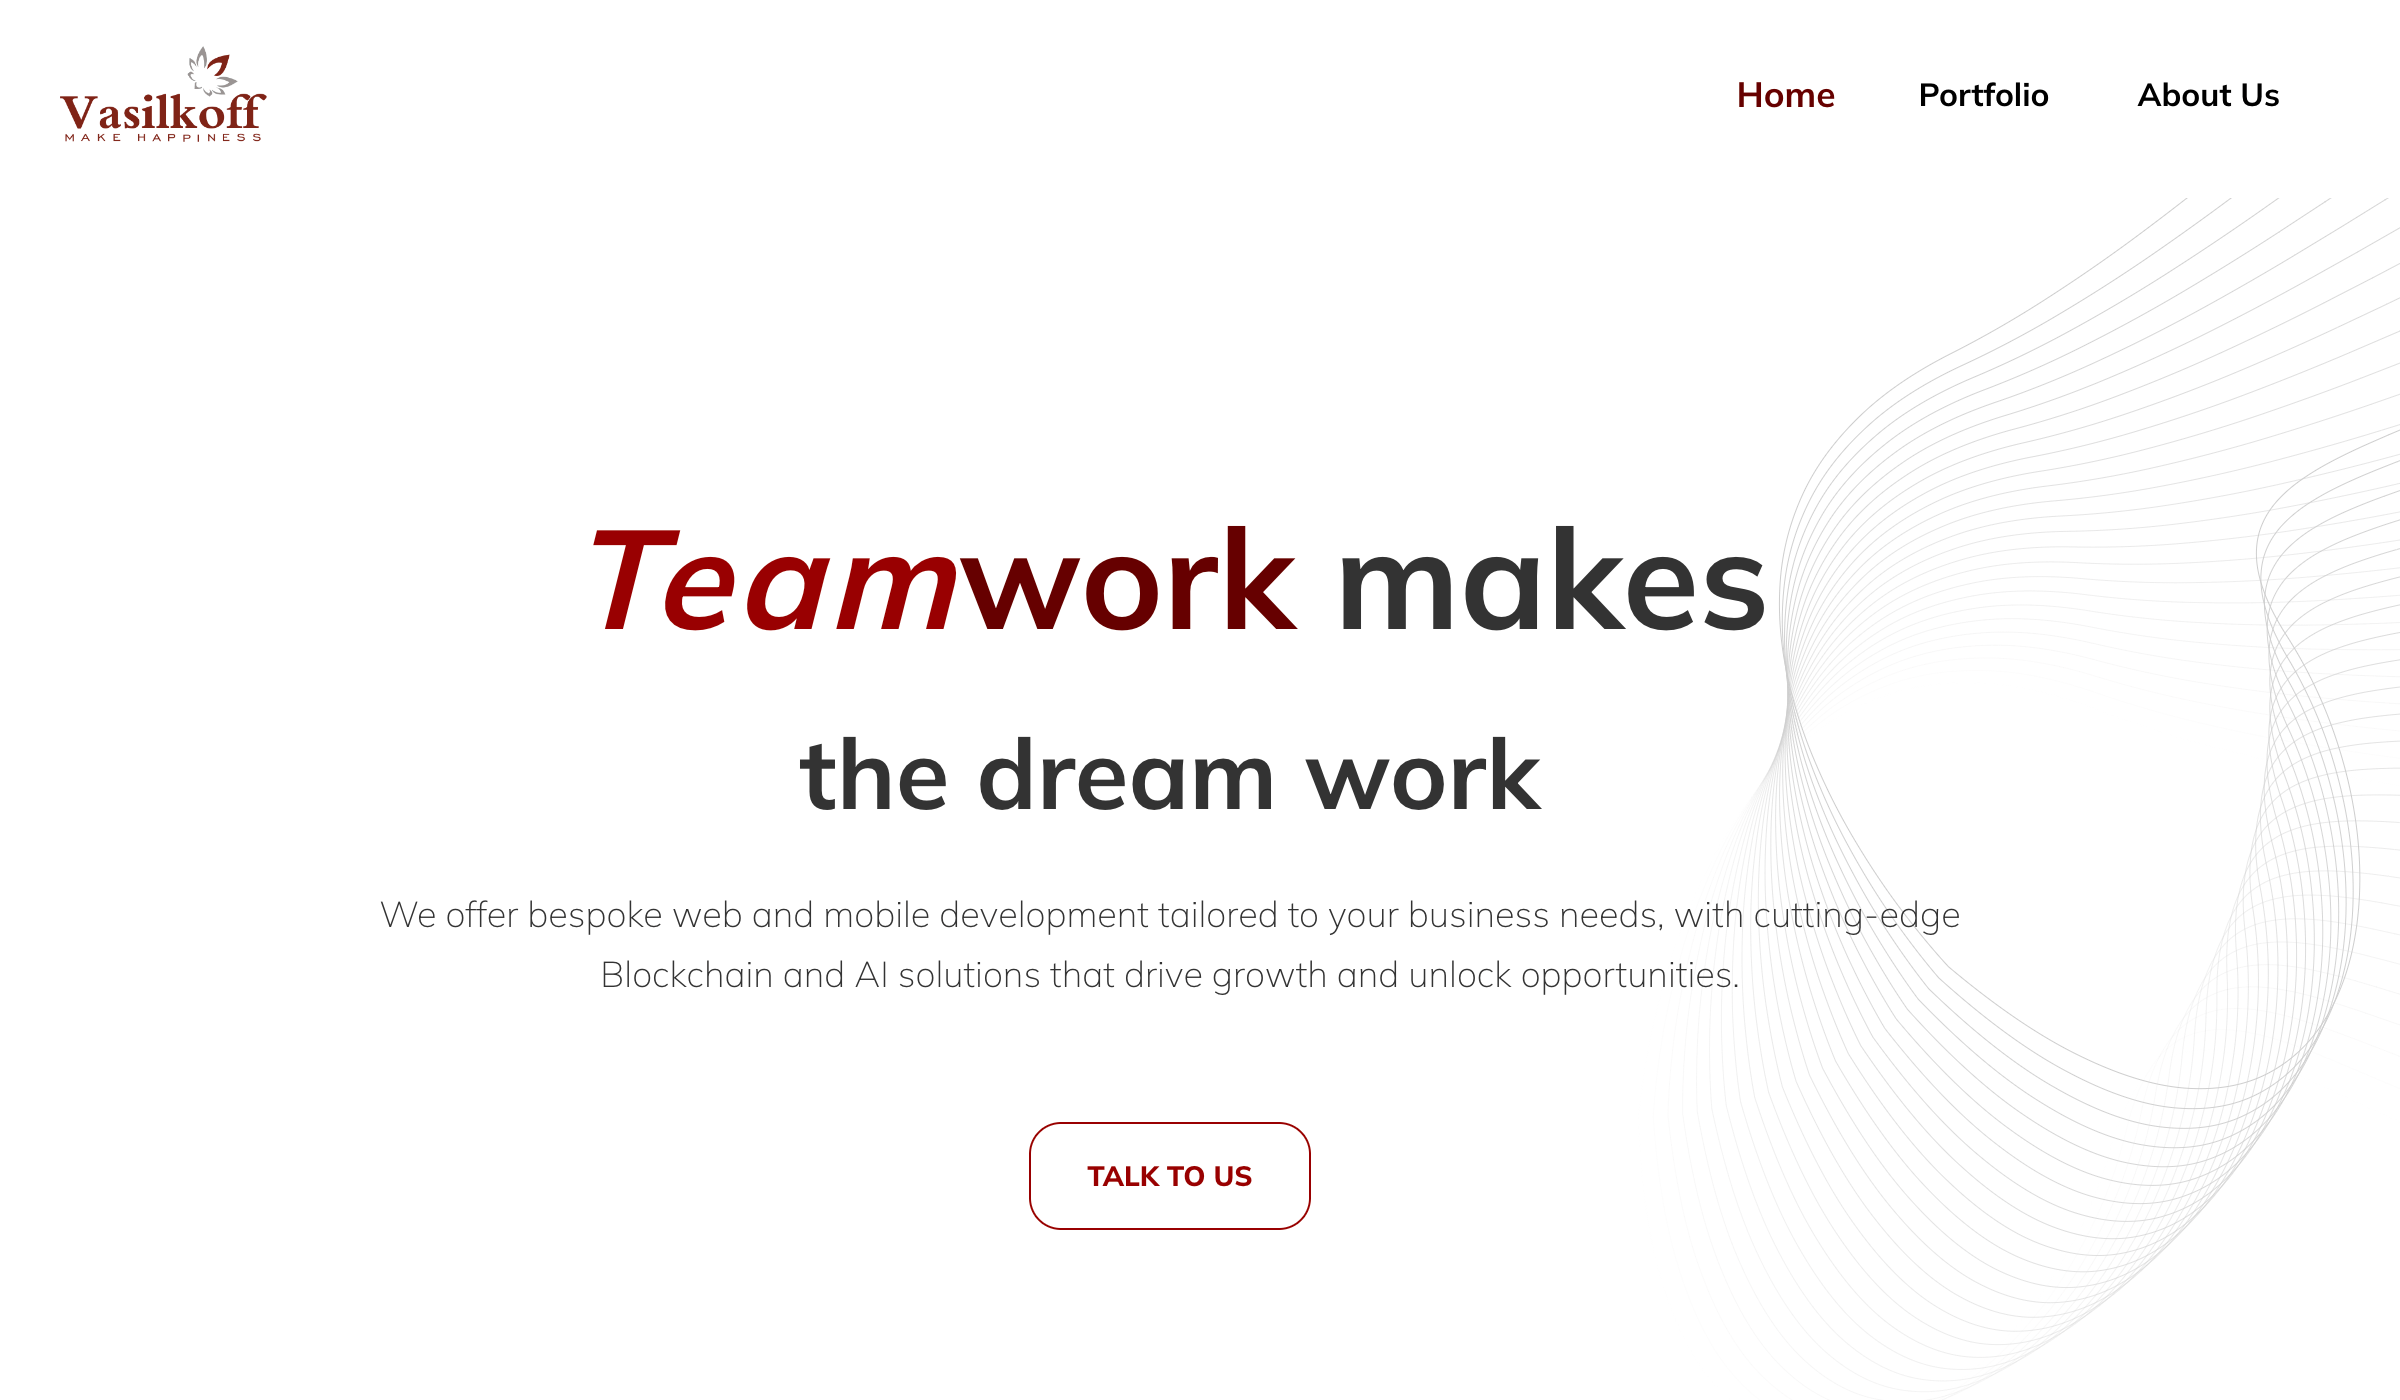 Vasilkoff
MAKE HAPPINESS
Home
Portfolio
About Us
Teamwork makes
the dream work
We offer bespoke web and mobile development tailored to your business needs, with cutting-edge
Blockchain and AI solutions that drive growth and unlock opportunities.
TALK TO US